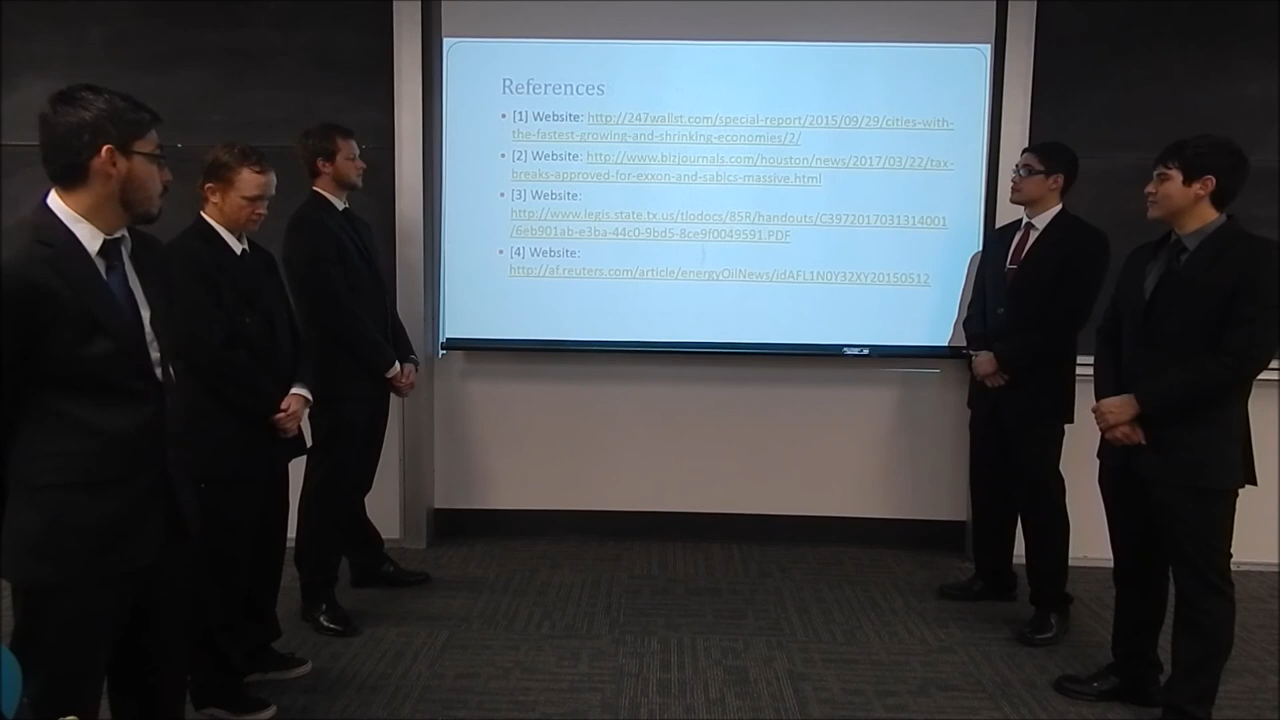 References
• [1] Website: http://247wallst.com/special-report/2015/09/29/cities-with-
the-fastest-growing-and-shrinking-economies/2/
• [2] Website: http://www.bizjournals.com/houston/news/2017/03/22/tax-
breaks-approved-for-exxon-and-sabics-massive.html
• [3] Website:
http://www.legis.state.tx.us/tlodocs/85R/handouts/C3972017031314001
/6eb901ab-e3ba-44c0-9bd5-8ce9f0049591.PDF
• [4] Website:
http://af.reuters.com/article/energyOilNews/idAFL1N0Y32XY20150512